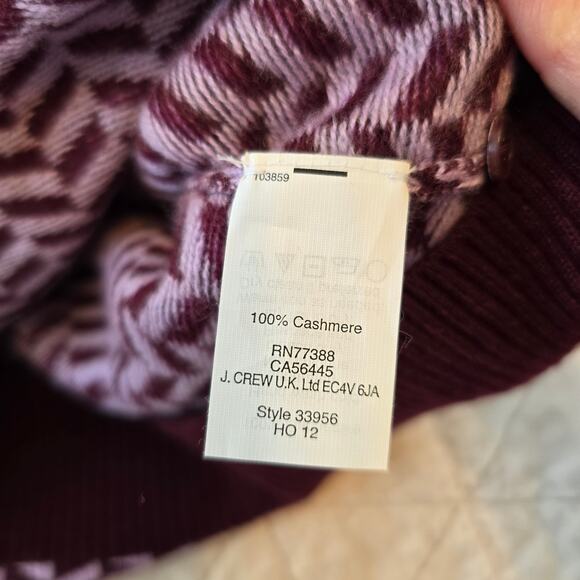 103859
100% Cashmere
RN77388
CA56445
J. CREW U.K. Ltd EC4V 6JA
Style 33956
HO 12